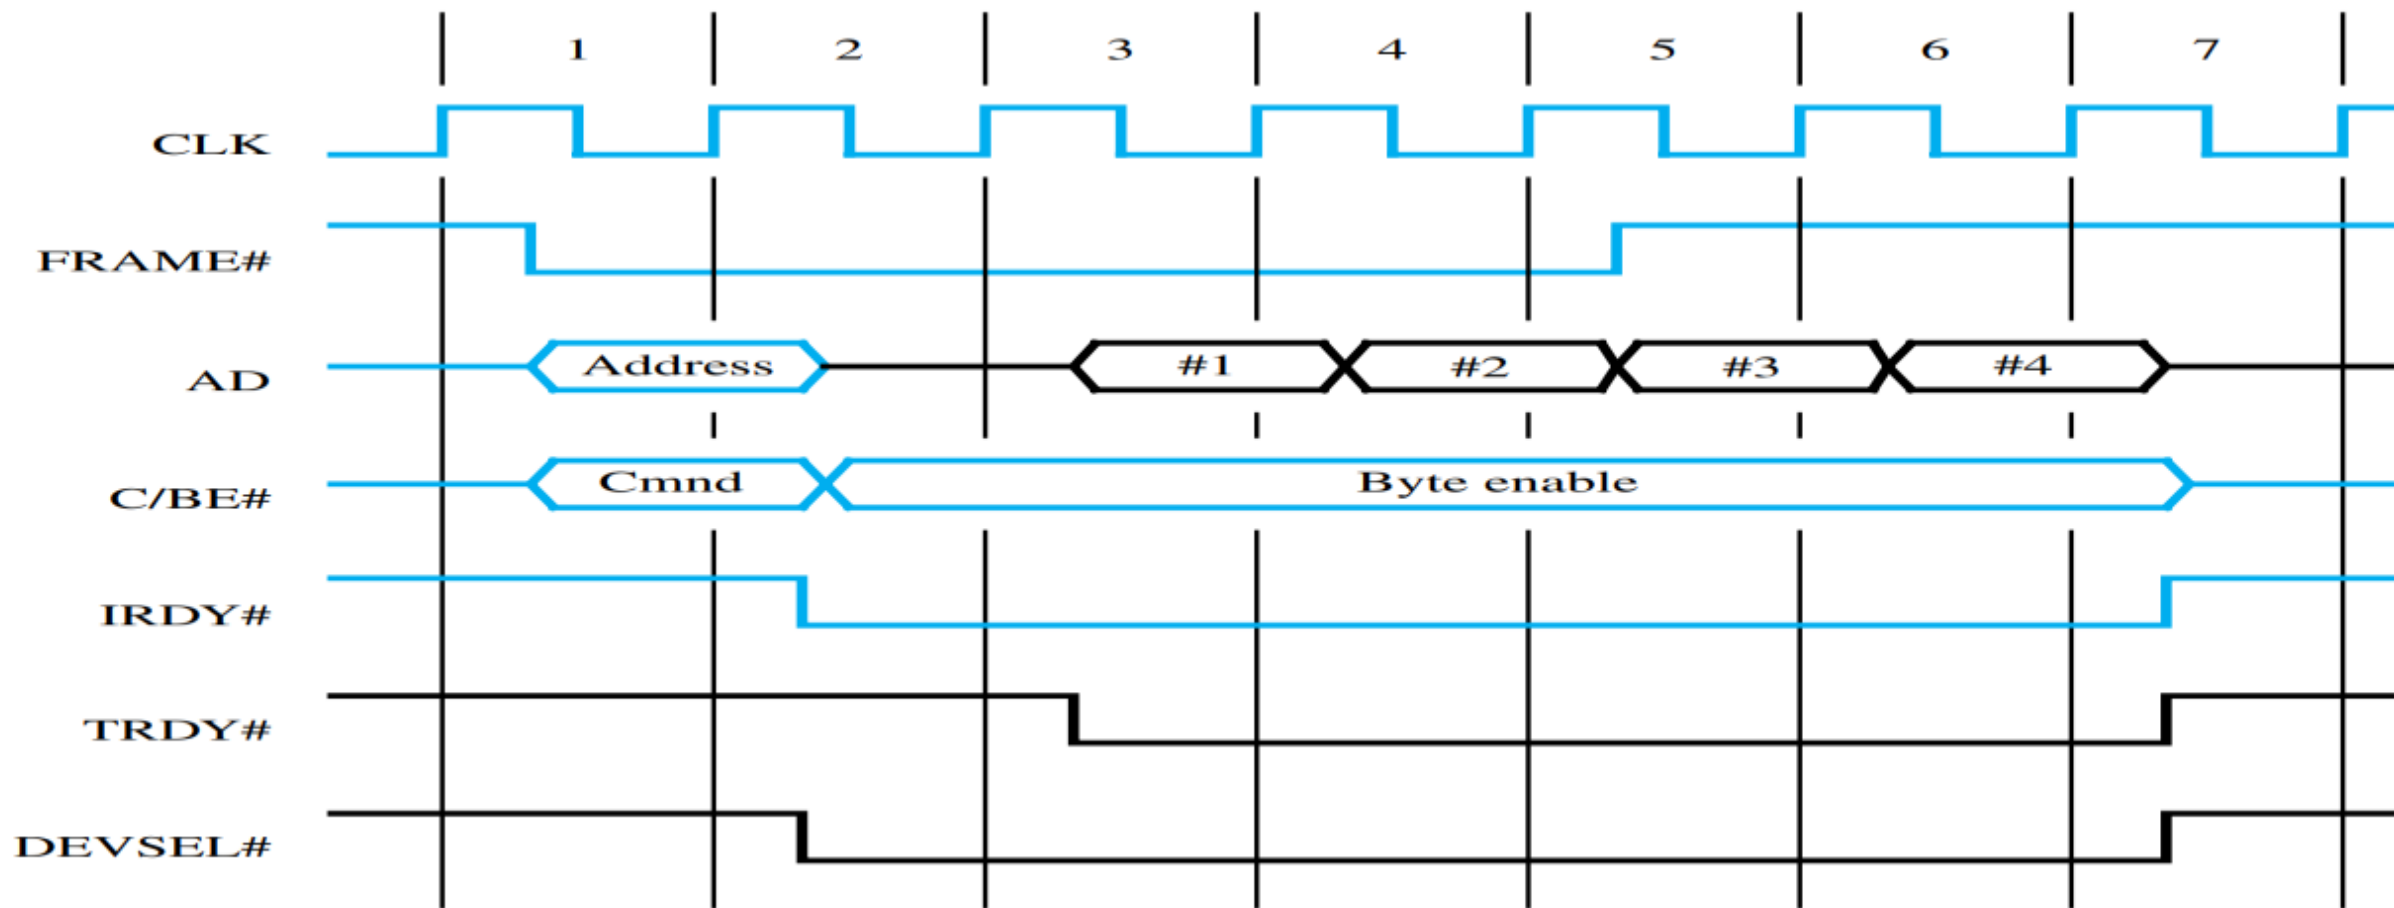 1 2 3 4 5 6 7
CLK
FRAME#
AD Address #1 #2 #3 #4
C/BE# Cmnd Byte enable
IRDY#
TRDY#
DEVSEL#